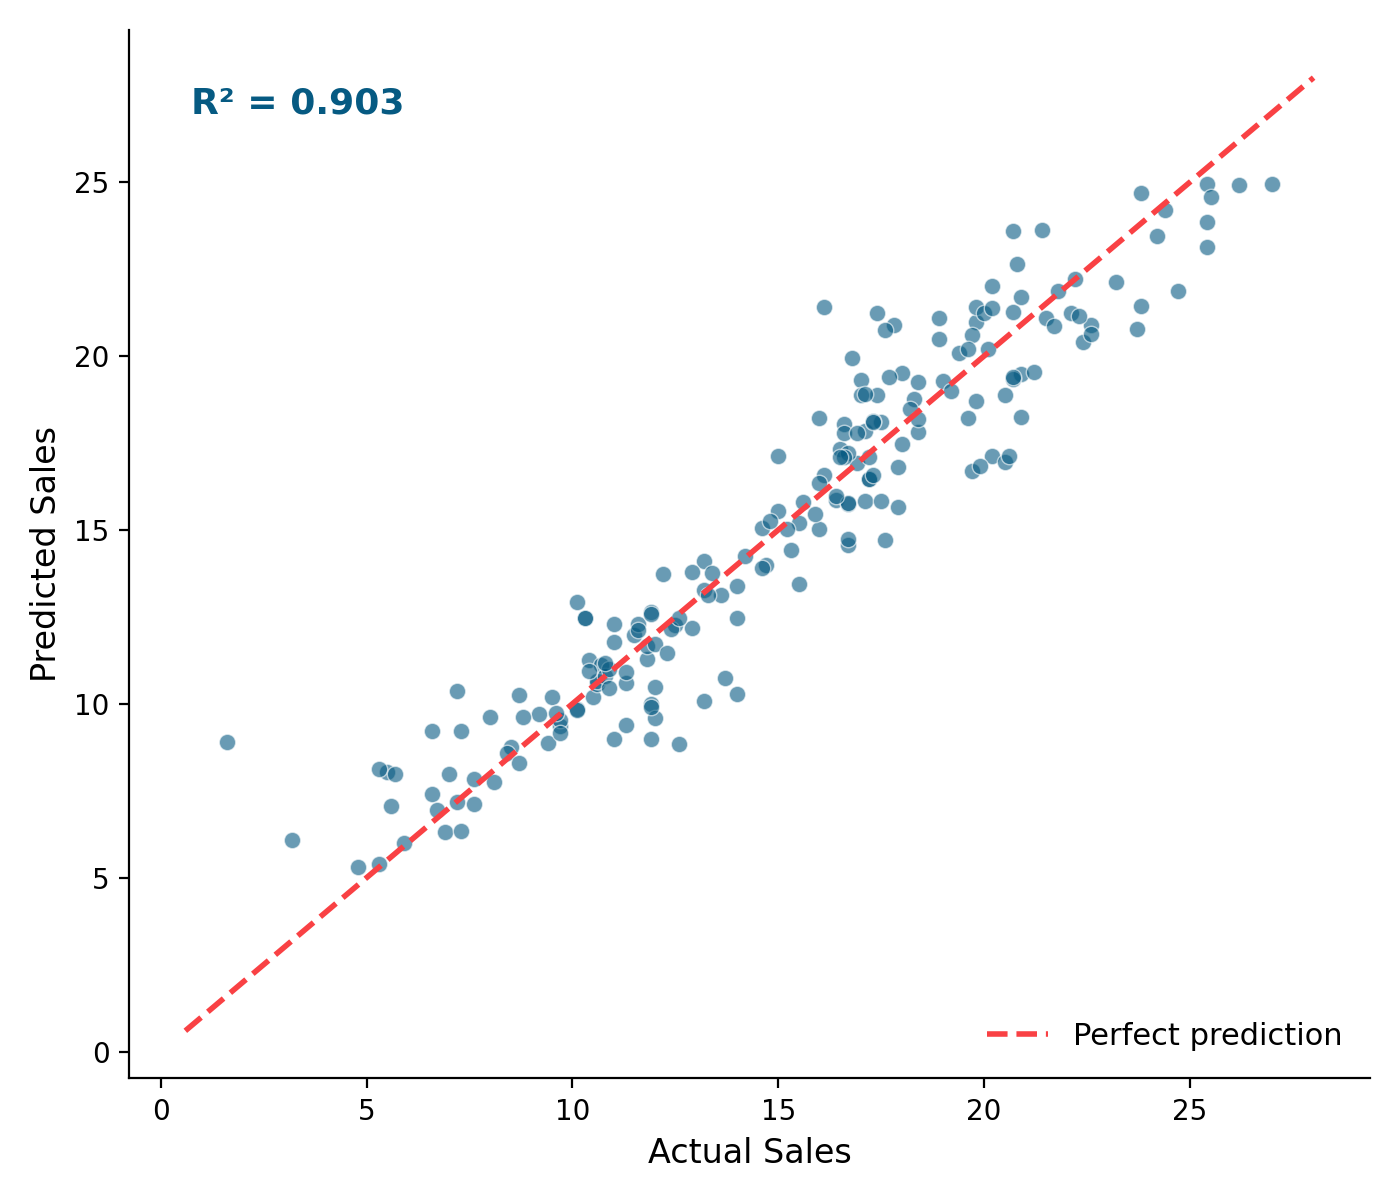 R² = 0.903
Predicted Sales
25
20
15
10
5
0
Perfect prediction
0 5 10 15 20 25
Actual Sales